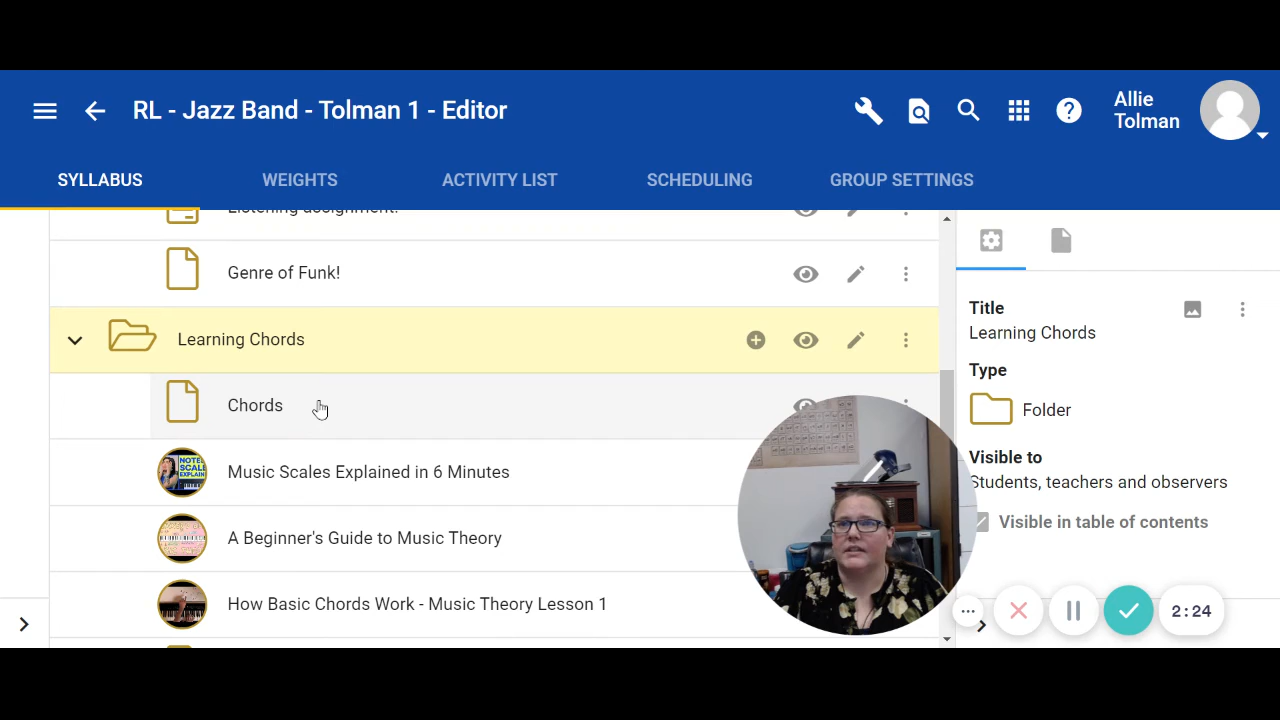 RL - Jazz Band - Tolman 1 - Editor
Allie
Tolman
SYLLABUS
WEIGHTS
ACTIVITY LIST
SCHEDULING
GROUP SETTINGS
Listening assignment!
Genre of Funk!
Learning Chords
Chords
Music Scales Explained in 6 Minutes
A Beginner's Guide to Music Theory
How Basic Chords Work - Music Theory Lesson 1
Title
Learning Chords
Type
Folder
Visible to
Students, teachers and observers
Visible in table of contents
2:24